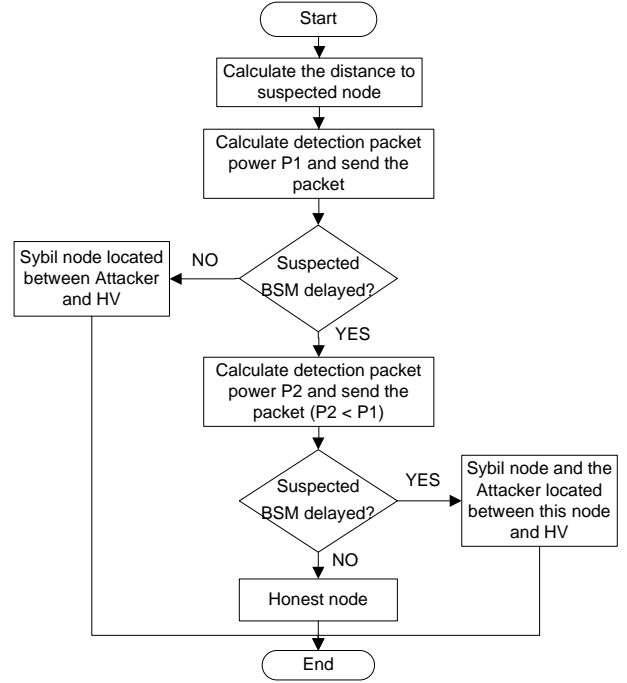 Start
Calculate the distance to
suspected node
Calculate detection packet
power P1 and send the
packet
Sybil node located
between Attacker
and HV
NO
Suspected
BSM delayed?
YES
Calculate detection packet
power P2 and send the
packet (P2 < P1)
Suspected
BSM delayed?
YES
Sybil node and the
Attacker located
between this node
and HV
NO
Honest node
End